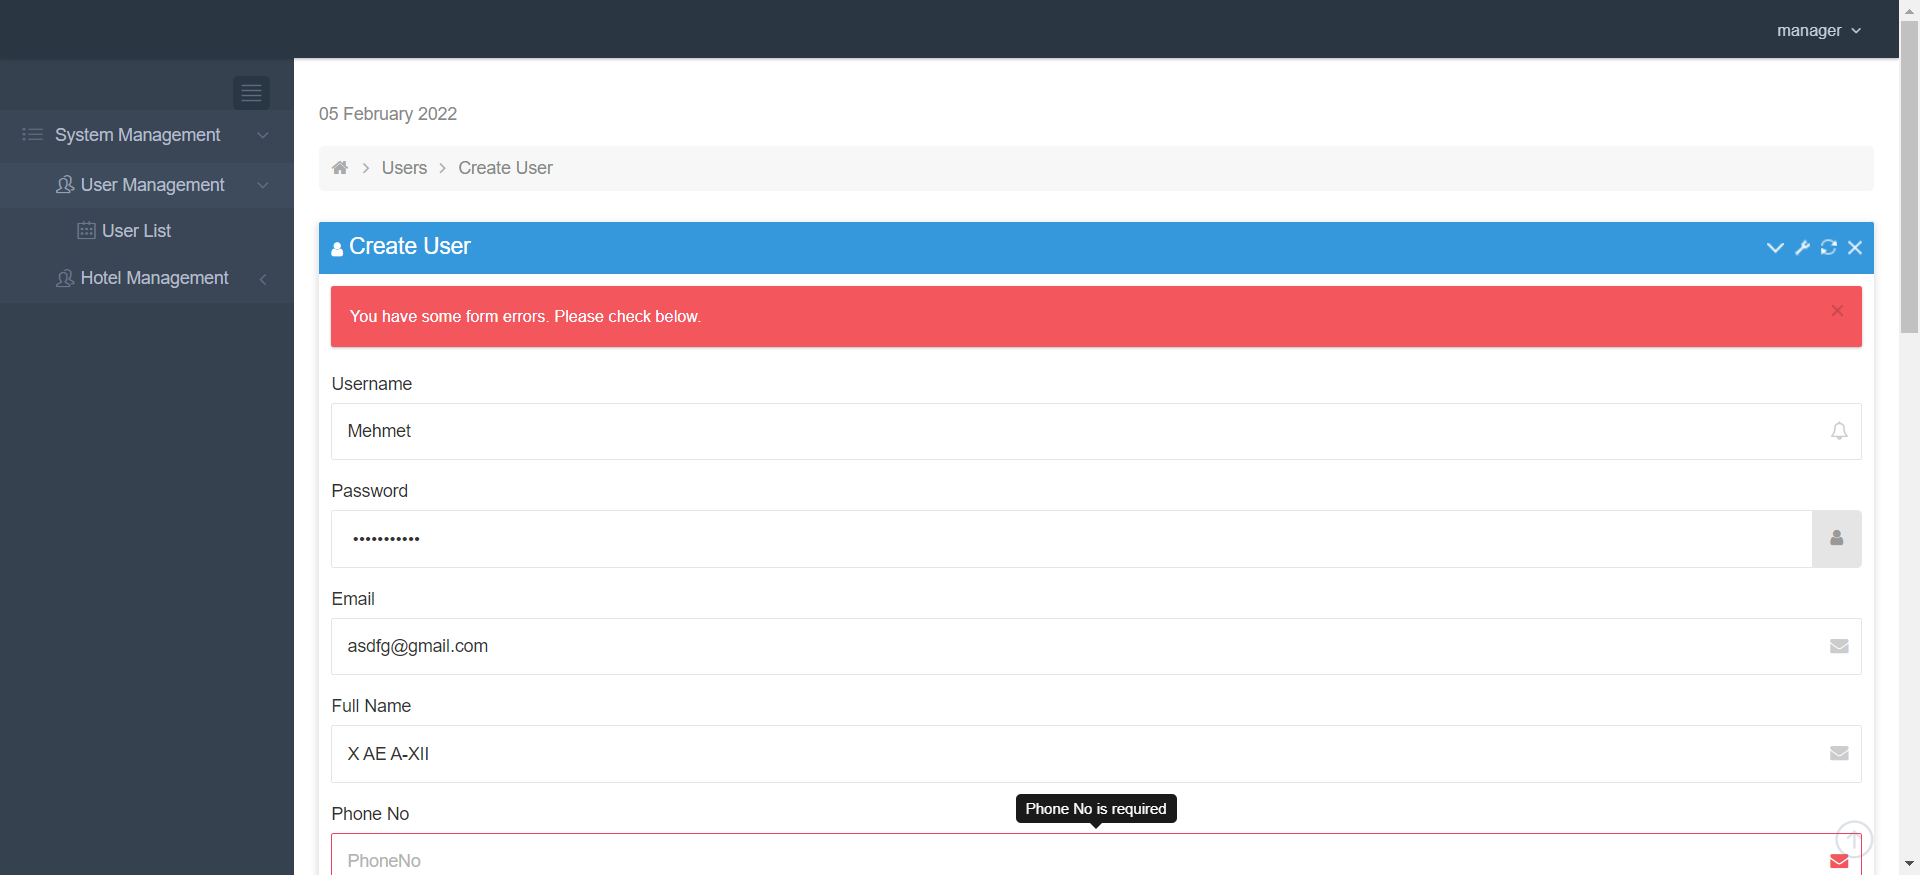 manager
05 February 2022
System Management
Users
Create User
User Management
User List
Create User
Hotel Management
You have some form errors. Please check below.
Username
Mehmet
Password
•••••••••••
Email
asdfg@gmail.com
Full Name
X AE A-XII
Phone No is required
Phone No
PhoneNo